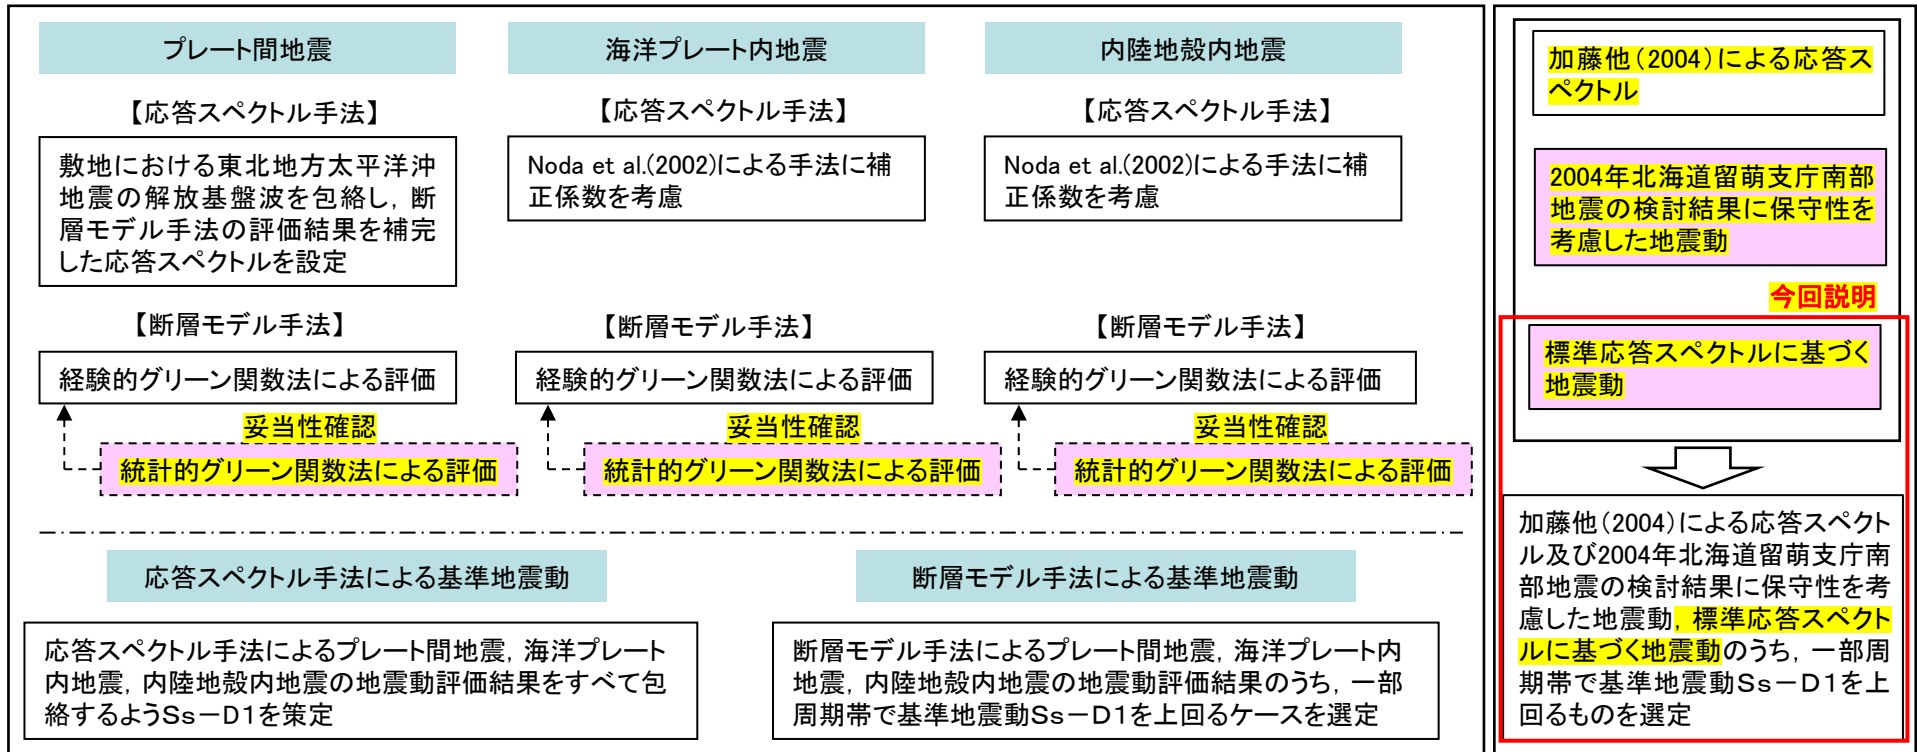 プレート間地震
【応答スペクトル手法】
敷地における東北地方太平洋沖
地震の解放基盤波を包絡し，断
層モデル手法の評価結果を補完
した応答スペクトルを設定
【断層モデル手法】
経験的グリーン関数法による評価
妥当性確認
統計的グリーン関数法による評価
海洋プレート内地震
【応答スペクトル手法】
Noda et al.(2002)による手法に補
正係数を考慮
【断層モデル手法】
経験的グリーン関数法による評価
妥当性確認
統計的グリーン関数法による評価
内陸地殻内地震
【応答スペクトル手法】
Noda et al.(2002)による手法に補
正係数を考慮
【断層モデル手法】
経験的グリーン関数法による評価
妥当性確認
統計的グリーン関数法による評価
応答スペクトル手法による基準地震動
応答スペクトル手法によるプレート間地震，海洋プレート
内地震，内陸地殻内地震の地震動評価結果をすべて包
絡するようＳｓ－Ｄ１を策定
断層モデル手法による基準地震動
断層モデル手法によるプレート間地震，海洋プレート内
地震，内陸地殻内地震の地震動評価結果のうち，一部
周期帯で基準地震動Ｓｓ－Ｄ１を上回るケースを選定
加藤他（2004）による応答ス
ペクトル
2004年北海道留萌支庁南部
地震の検討結果に保守性を
考慮した地震動
今回説明
標準応答スペクトルに基づく
地震動
加藤他（2004）による応答スペクト
ル及び2004年北海道留萌支庁南
部地震の検討結果に保守性を考
慮した地震動，標準応答スペクト
ルに基づく地震動のうち，一部周
期帯で基準地震動Ｓｓ－Ｄ１を上
回るものを選定